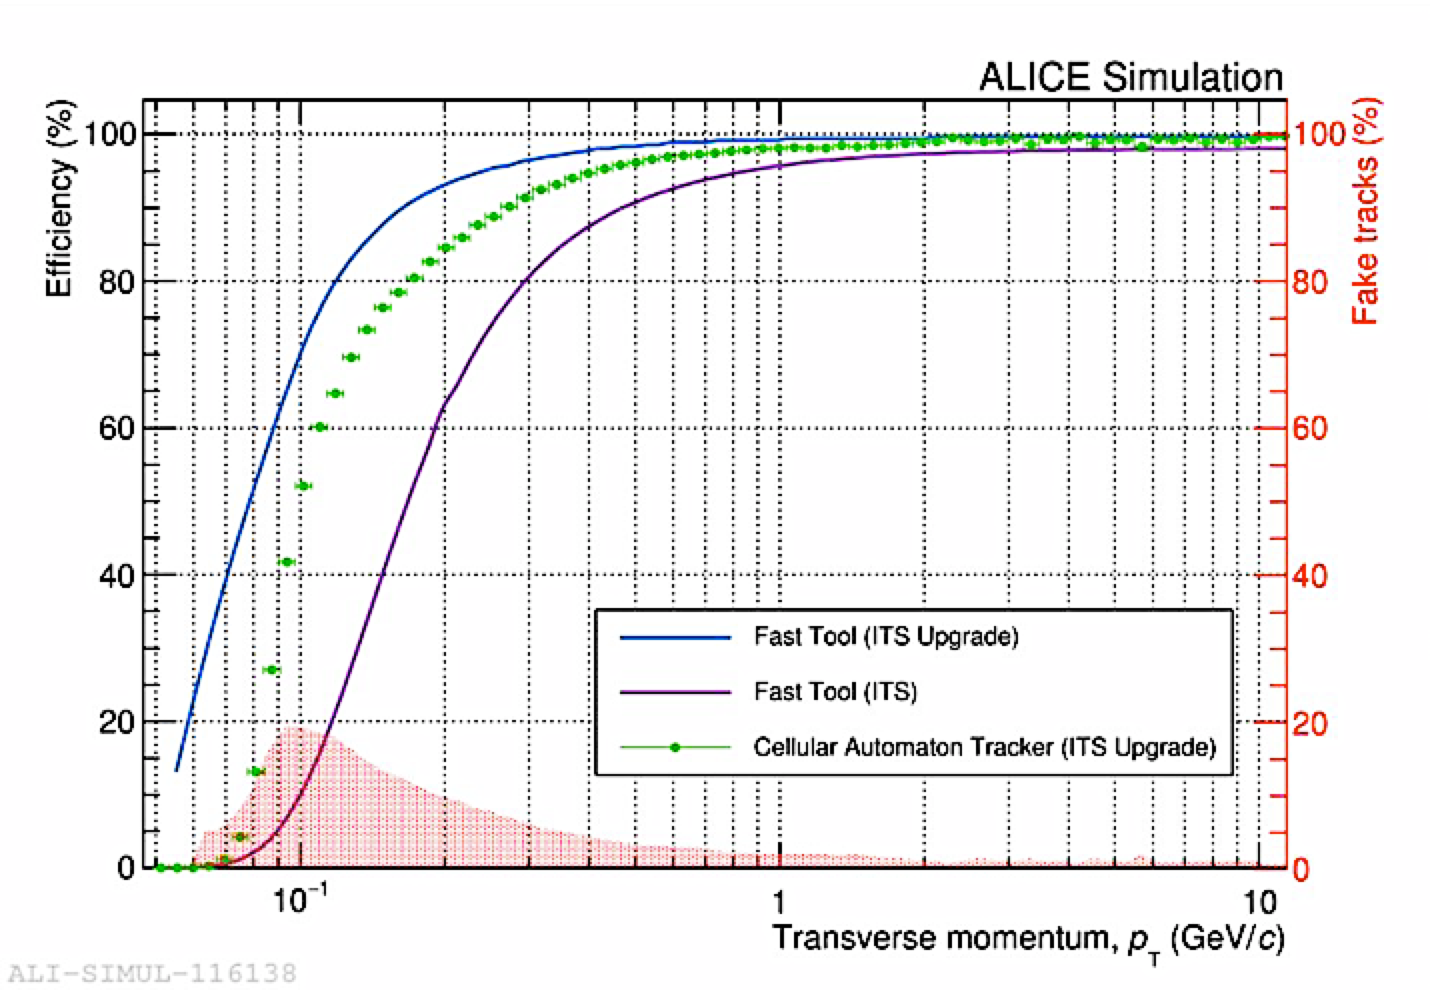 ALICE Simulation
Efficiency (%)
Fake tracks (%)
100
80
60
40
20
0
100
80
60
40
20
0
Fast Tool (ITS Upgrade)
Fast Tool (ITS)
Cellular Automaton Tracker (ITS Upgrade)
10⁻¹
1
10
Transverse momentum, p_T (GeV/c)
ALI-SIMUL-116138